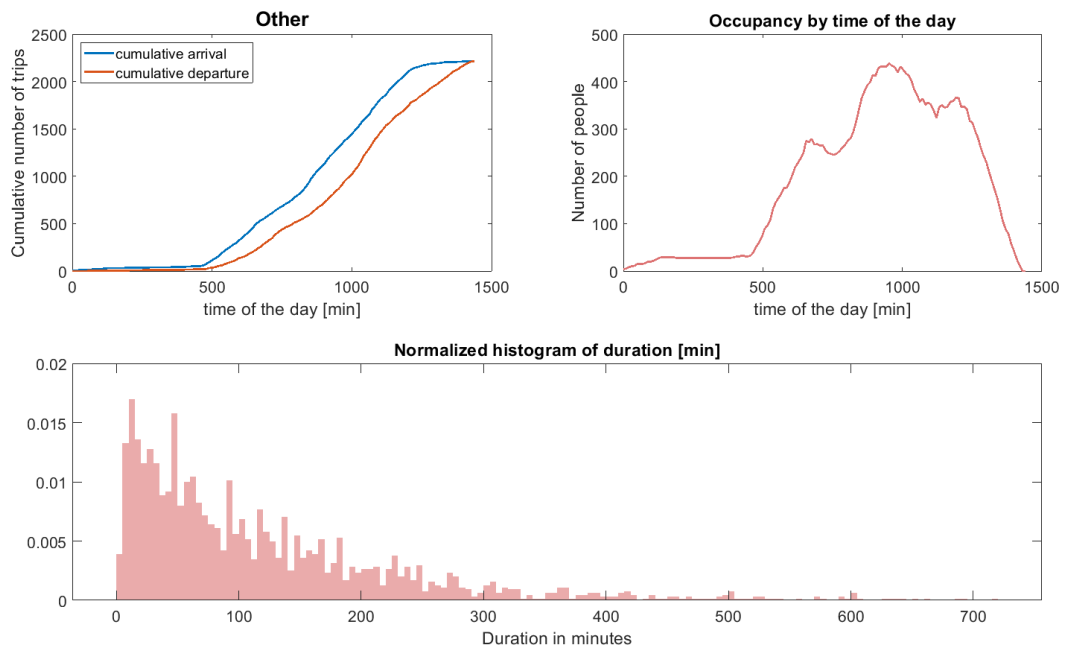 Other
Cumulative number of trips
2500
2000
1500
1000
500
0
cumulative arrival
cumulative departure
0 500 1000 1500
time of the day [min]
Occupancy by time of the day
Number of people
500
400
300
200
100
0
0 500 1000 1500
time of the day [min]
Normalized histogram of duration [min]
0.02
0.015
0.01
0.005
0
0 100 200 300 400 500 600 700
Duration in minutes